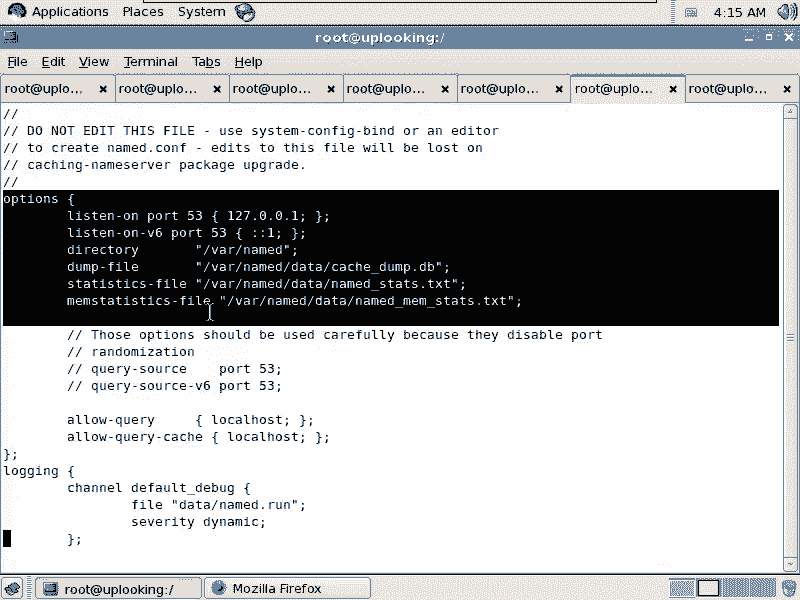 Applications Places System 4:15 AM
root@uplooking:/
File Edit View Terminal Tabs Help
root@uplo... root@uplo... root@uplo... root@uplo... root@uplo... root@uplo... root@uplo...
//
// DO NOT EDIT THIS FILE - use system-config-bind or an editor
// to create named.conf - edits to this file will be lost on
// caching-nameserver package upgrade.
//
options {
        listen-on port 53 { 127.0.0.1; };
        listen-on-v6 port 53 { ::1; };
        directory       "/var/named";
        dump-file       "/var/named/data/cache_dump.db";
        statistics-file "/var/named/data/named_stats.txt";
        memstatistics-file "/var/named/data/named_mem_stats.txt";
        // Those options should be used carefully because they disable port
        // randomization
        // query-source    port 53;
        // query-source-v6 port 53;
        allow-query     { localhost; };
        allow-query-cache { localhost; };
};
logging {
        channel default_debug {
                file "data/named.run";
                severity dynamic;
        };
root@uplooking:/ Mozilla Firefox